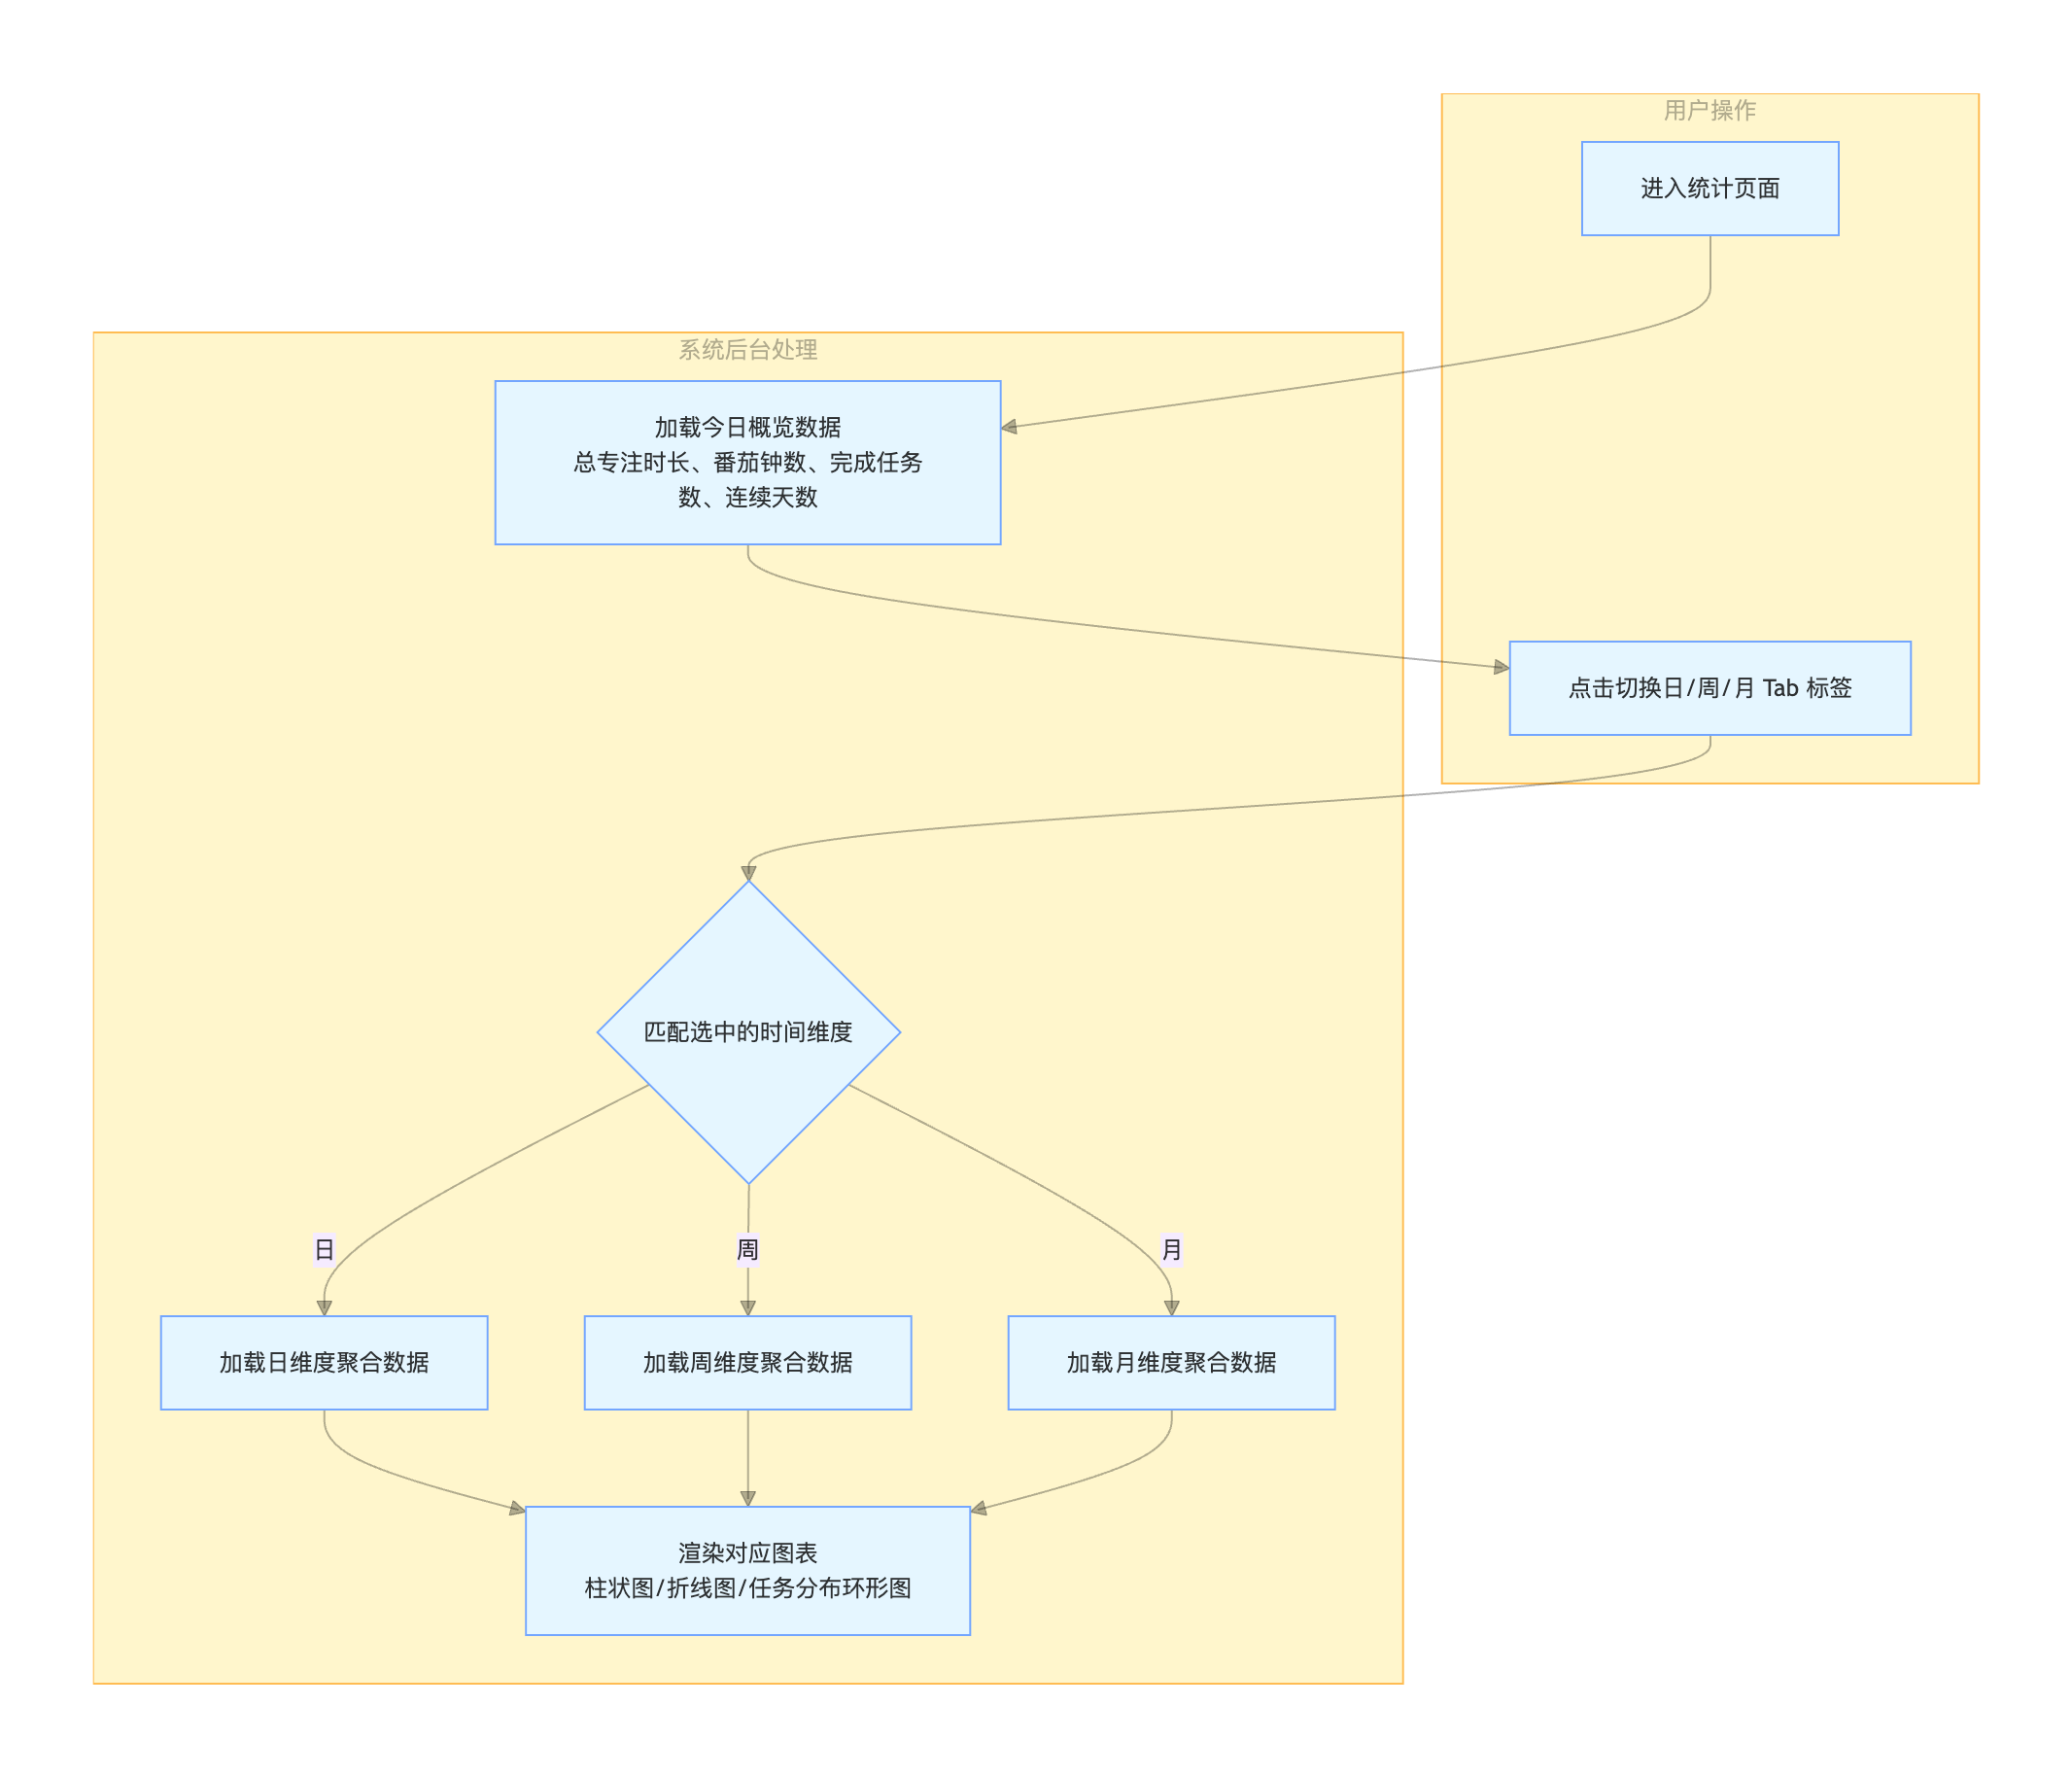 用户操作
进入统计页面
系统后台处理
加载今日概览数据
总专注时长、番茄钟数、完成任务
数、连续天数
点击切换日/周/月 Tab 标签
匹配选中的时间维度
日
周
月
加载日维度聚合数据
加载周维度聚合数据
加载月维度聚合数据
渲染对应图表
柱状图/折线图/任务分布环形图